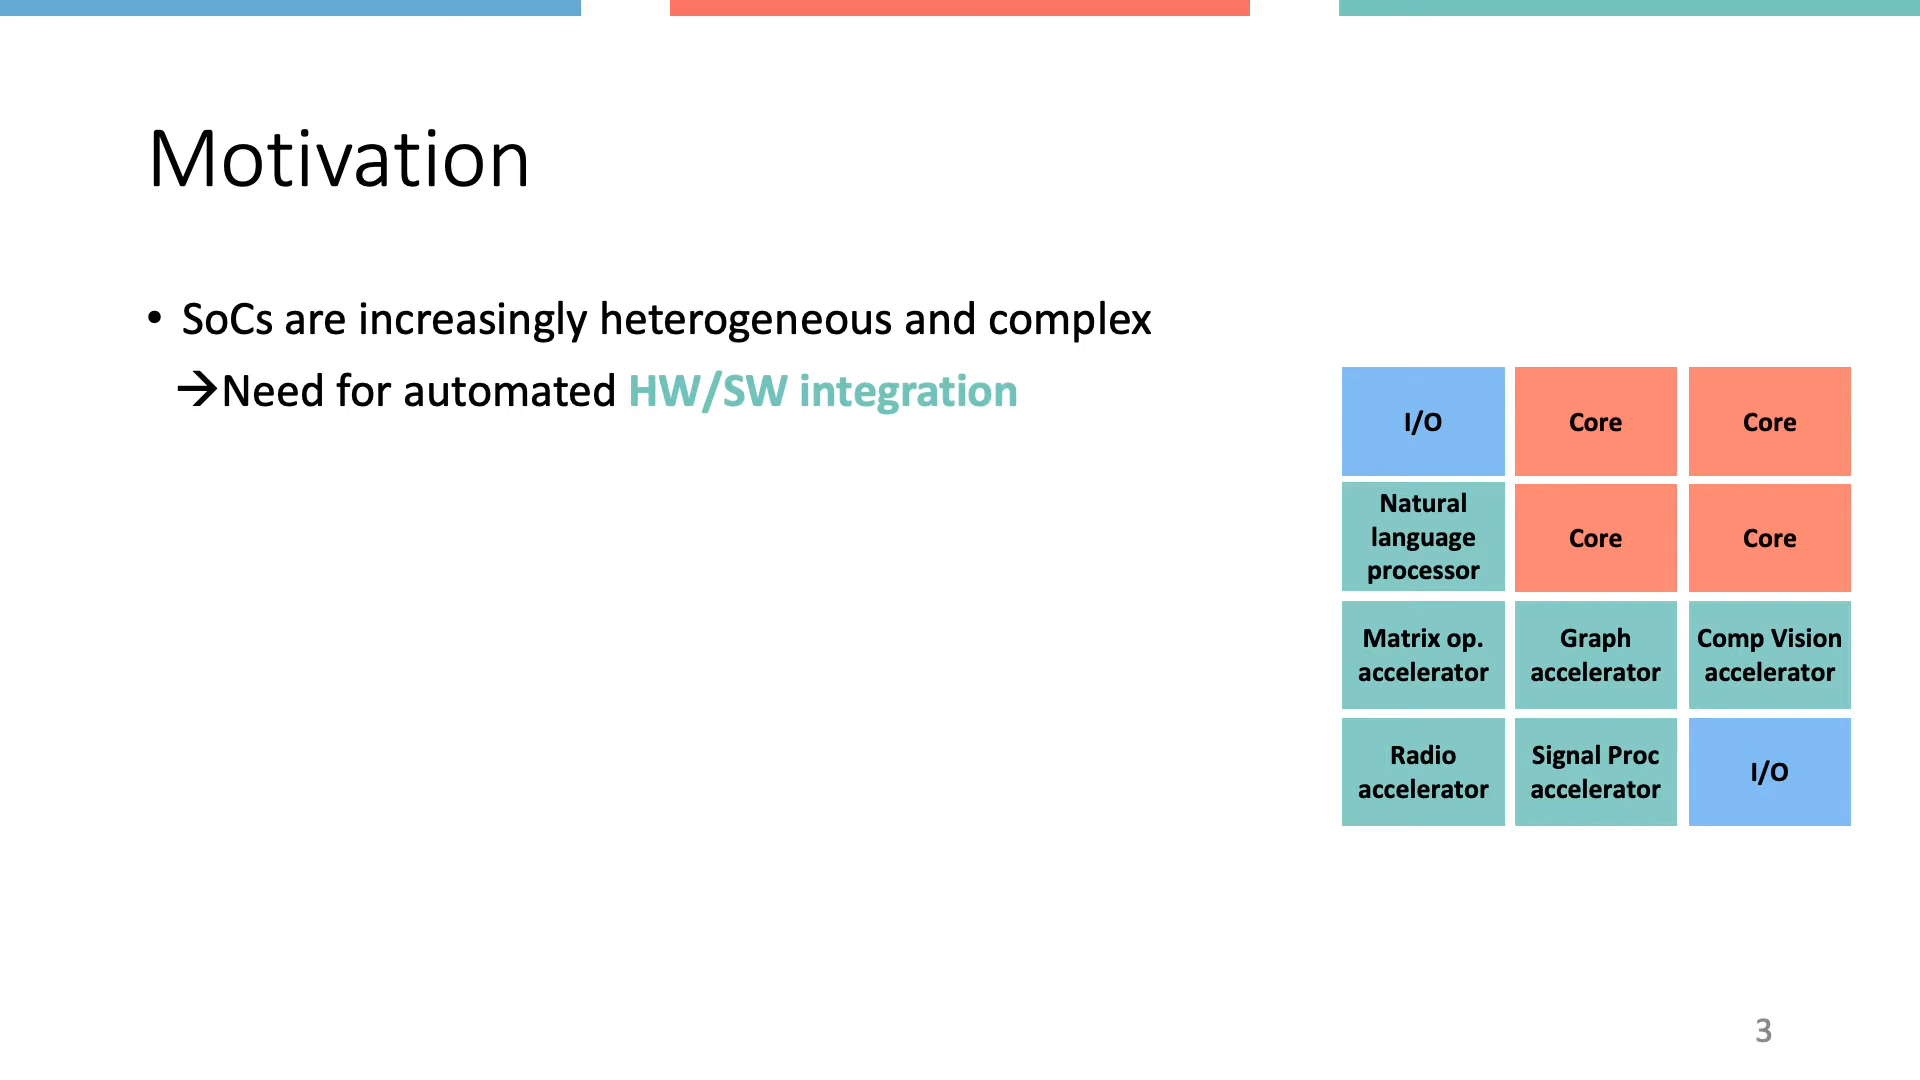 Motivation
• SoCs are increasingly heterogeneous and complex
→Need for automated HW/SW integration
I/O
Core
Core
Natural
language
processor
Core
Core
Matrix op.
accelerator
Graph
accelerator
Comp Vision
accelerator
Radio
accelerator
Signal Proc
accelerator
I/O
3